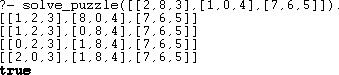 ?- solve_puzzle([[2,8,3],[1,0,4],[7,6,5]]).
[[1,2,3],[8,0,4],[7,6,5]]
[[1,2,3],[0,8,4],[7,6,5]]
[[0,2,3],[1,8,4],[7,6,5]]
[[2,0,3],[1,8,4],[7,6,5]]
true